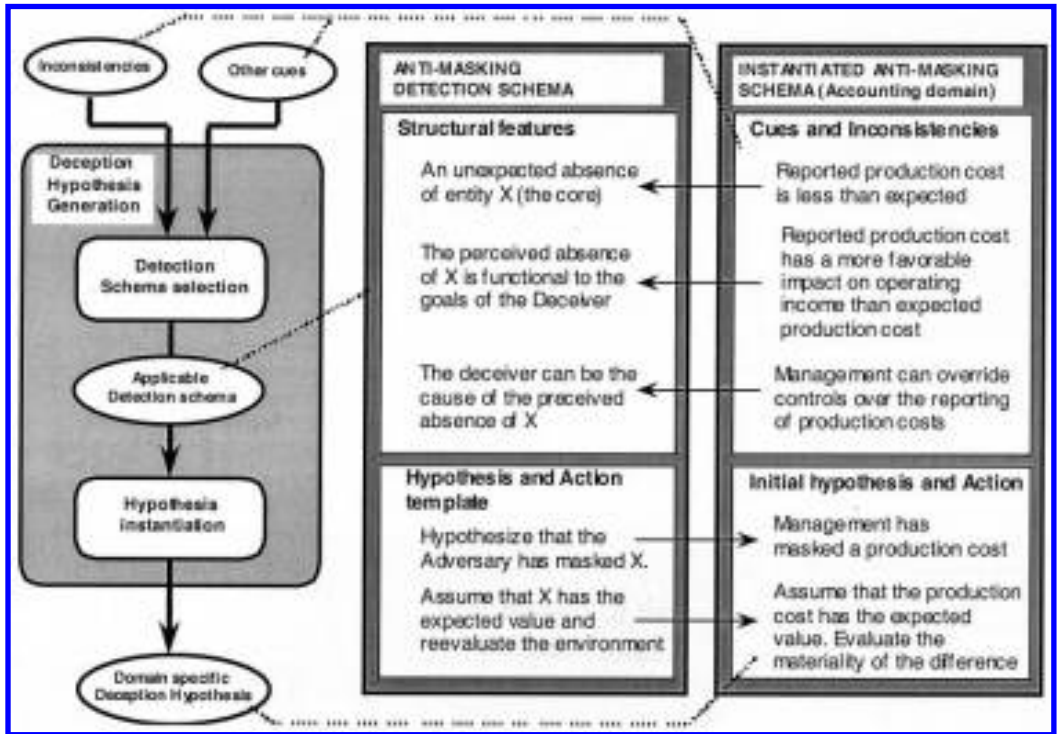 Inconsistencies
Other cues
Deception
Hypothesis
Generation
Detection
Schema selection
Applicable
Detection schema
Hypothesis
instantiation
Domain specific
Deception Hypothesis
ANTI-MASKING
DETECTION SCHEMA
Structural features
An unexpected absence
of entity X (the core)
The perceived absence
of X is functional to the
goals of the Deceiver
The deceiver can be the
cause of the preceived
absence of X
Hypothesis and Action
template
Hypothesize that the
Adversary has masked X.
Assume that X has the
expected value and
reevaluate the environment
INSTANTIATED ANTI-MASKING
SCHEMA (Accounting domain)
Cues and Inconsistencies
Reported production cost
is less than expected
Reported production cost
has a more favorable
impact on operating
income than expected
production cost
Management can override
controls over the reporting
of production costs
Initial hypothesis and Action
Management has
masked a production cost
Assume that the production
cost has the expected
value. Evaluate the
materiality of the difference